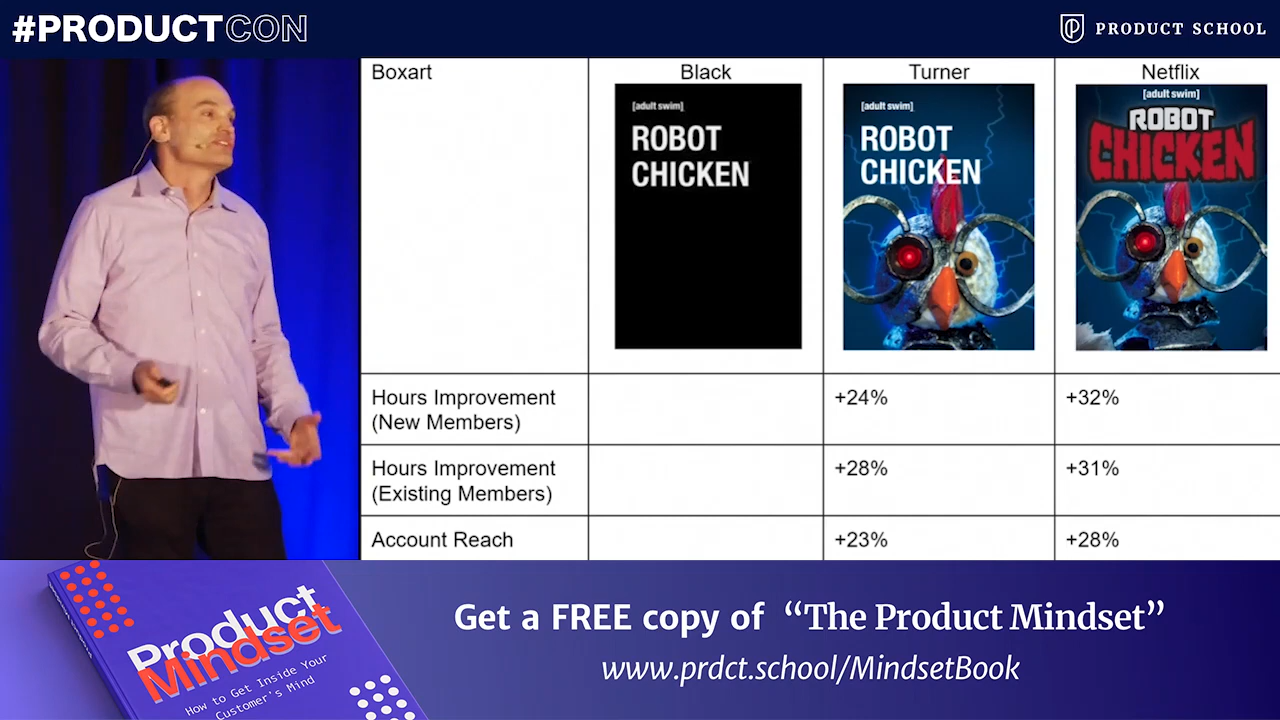 #PRODUCTCON
PRODUCT SCHOOL
Boxart
Black
Turner
Netflix
[adult swim]
ROBOT
CHICKEN
[adult swim]
ROBOT
CHICKEN
[adult swim]
ROBOT
CHICKEN
Hours Improvement
(New Members)
+24%
+32%
Hours Improvement
(Existing Members)
+28%
+31%
Account Reach
+23%
+28%
Product
Mindset
How to Get Inside Your
Customer's Mind
Get a FREE copy of “The Product Mindset”
www.prdct.school/MindsetBook